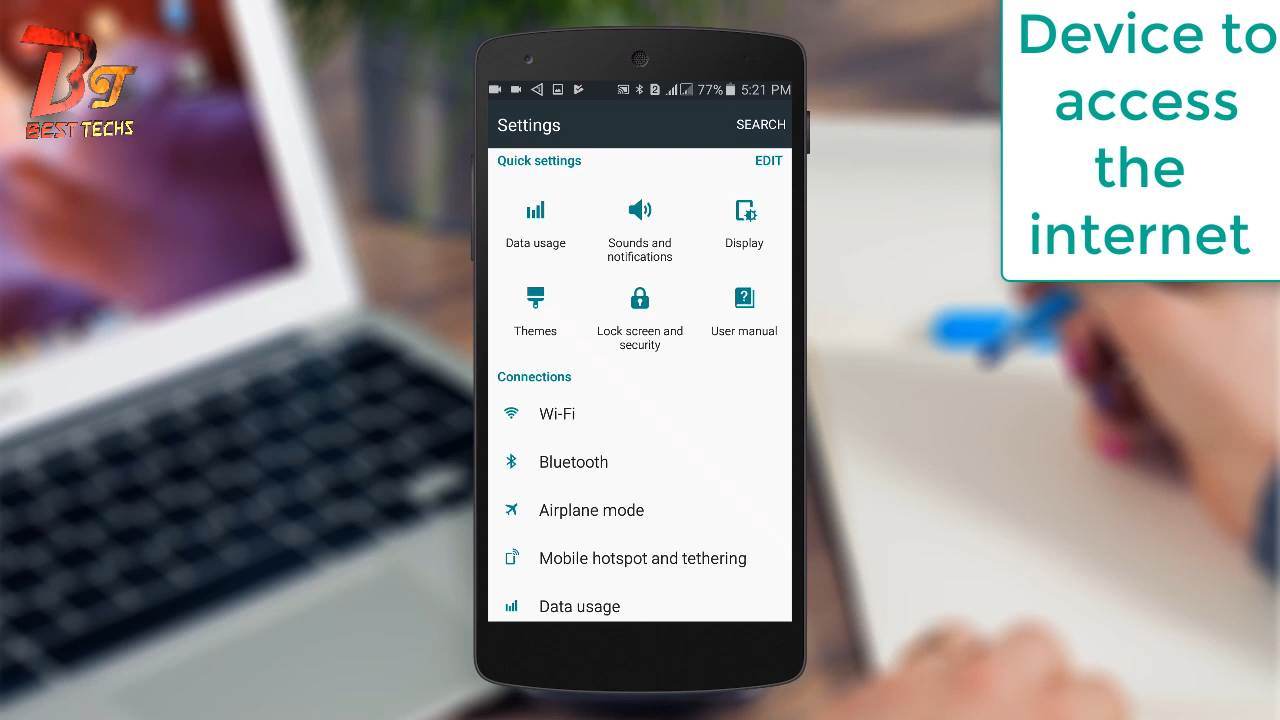 BEST TECHS
2 77% 5:21 PM
Settings SEARCH
Quick settings EDIT
Data usage
Sounds and
notifications
Display
Themes
Lock screen and
security
User manual
Connections
Wi-Fi
Bluetooth
Airplane mode
Mobile hotspot and tethering
Data usage
Device to
access
the
internet